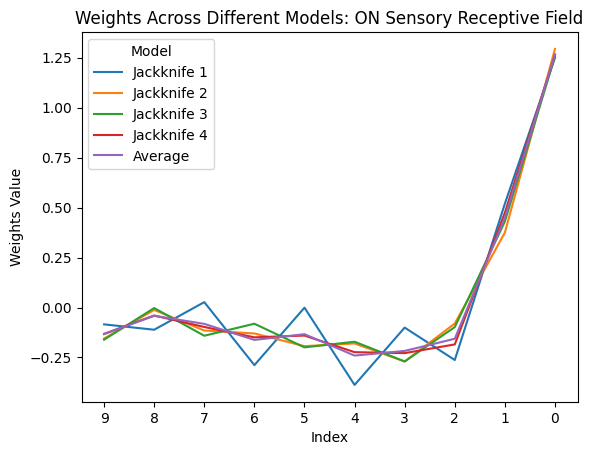 Weights Across Different Models: ON Sensory Receptive Field
Model
Jackknife 1
Jackknife 2
Jackknife 3
Jackknife 4
Average
1.25
1.00
0.75
0.50
0.25
0.00
−0.25
Weights Value
9 8 7 6 5 4 3 2 1 0
Index